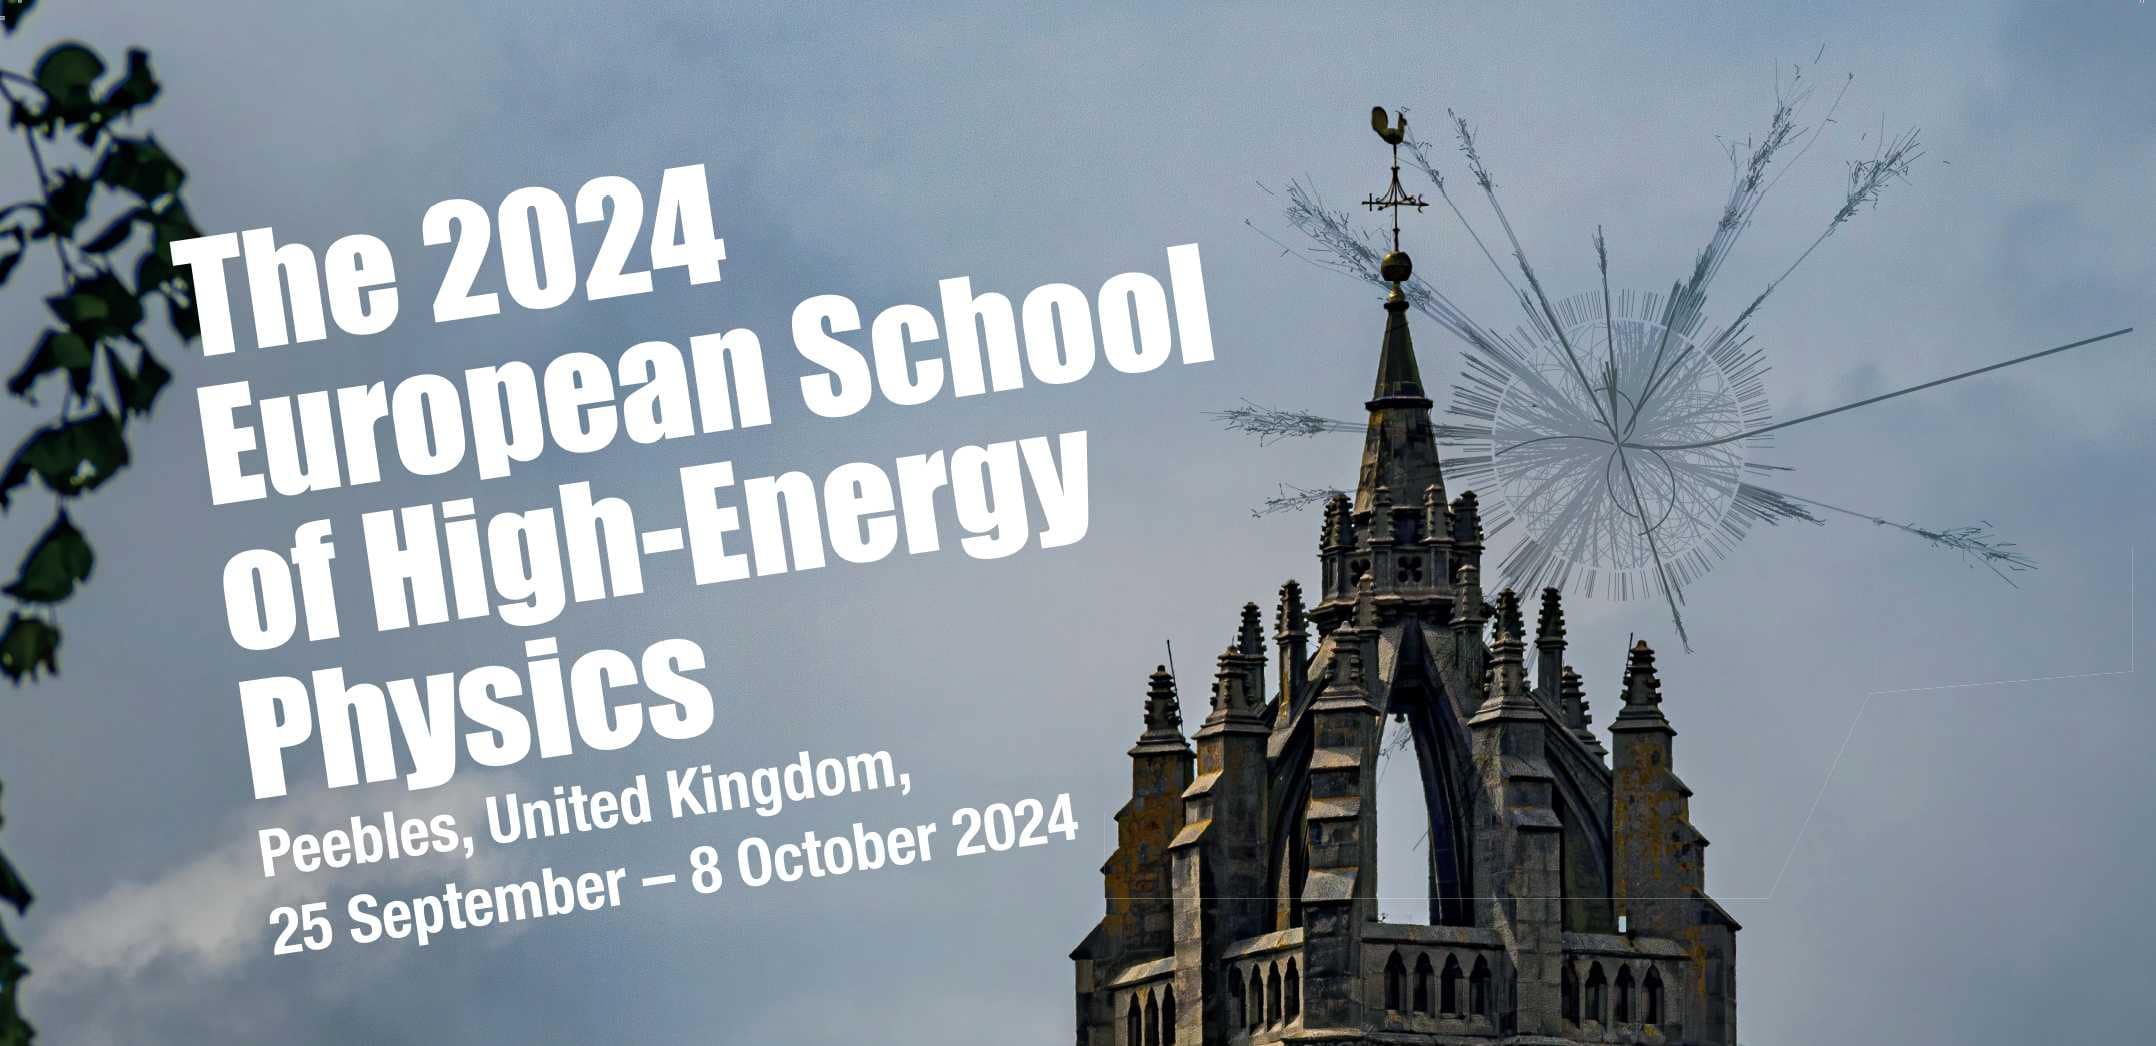 The 2024
European School
of High-Energy
Physics
Peebles, United Kingdom,
25 September – 8 October 2024